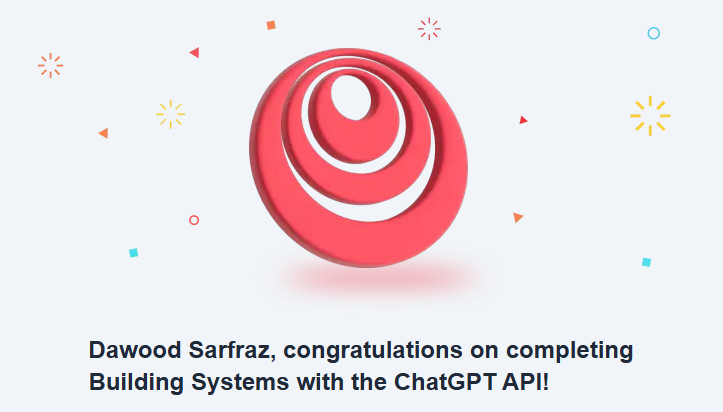 Dawood Sarfraz, congratulations on completing
Building Systems with the ChatGPT API!